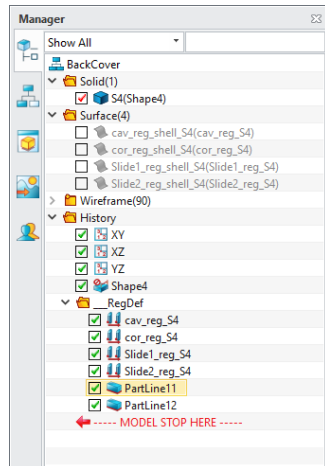 Manager
Show All
BackCover
Solid(1)
S4(Shape4)
Surface(4)
cav_reg_shell_S4(cav_reg_S4)
cor_reg_shell_S4(cor_reg_S4)
Slide1_reg_shell_S4(Slide1_reg_S4)
Slide2_reg_shell_S4(Slide2_reg_S4)
Wireframe(90)
History
XY
XZ
YZ
Shape4
___RegDef
cav_reg_S4
cor_reg_S4
Slide1_reg_S4
Slide2_reg_S4
PartLine11
PartLine12
----- MODEL STOP HERE -----